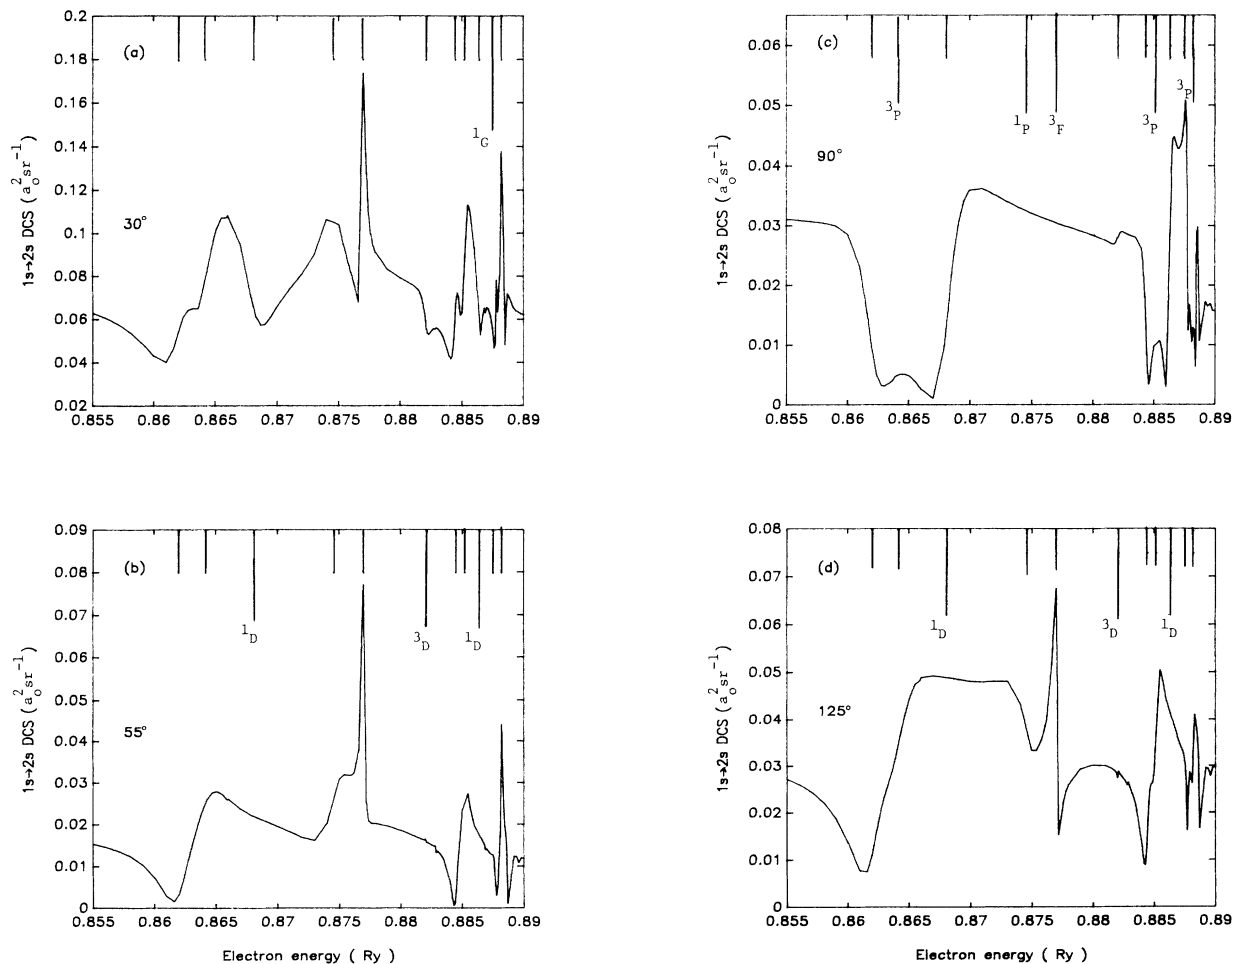 (a)
0.2
0.18
0.16
0.14
0.12
0.1
0.08
0.06
0.04
0.02
1s→2s DCS (a₀²sr⁻¹)
30°
¹G
0.855 0.86 0.865 0.87 0.875 0.88 0.885 0.89
(c)
0.06
0.05
0.04
0.03
0.02
0.01
0
1s→2s DCS (a₀²sr⁻¹)
90°
³P ¹P ³F ³P ³P
0.855 0.86 0.865 0.87 0.875 0.88 0.885 0.89
(b)
0.09
0.08
0.07
0.06
0.05
0.04
0.03
0.02
0.01
0
1s→2s DCS (a₀²sr⁻¹)
55°
¹D ³D ¹D
0.855 0.86 0.865 0.87 0.875 0.88 0.885 0.89
Electron energy ( Ry )
(d)
0.08
0.07
0.06
0.05
0.04
0.03
0.02
0.01
0
1s→2s DCS (a₀²sr⁻¹)
125°
¹D ³D ¹D
0.855 0.86 0.865 0.87 0.875 0.88 0.885 0.89
Electron energy ( Ry )